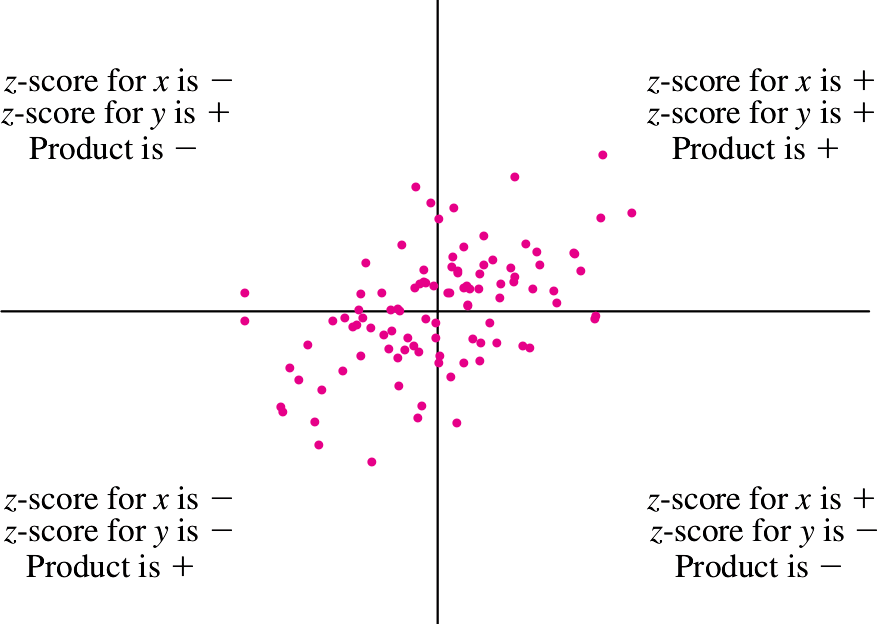 z-score for x is −
z-score for y is +
Product is −
z-score for x is +
z-score for y is +
Product is +
z-score for x is −
z-score for y is −
Product is +
z-score for x is +
z-score for y is −
Product is −